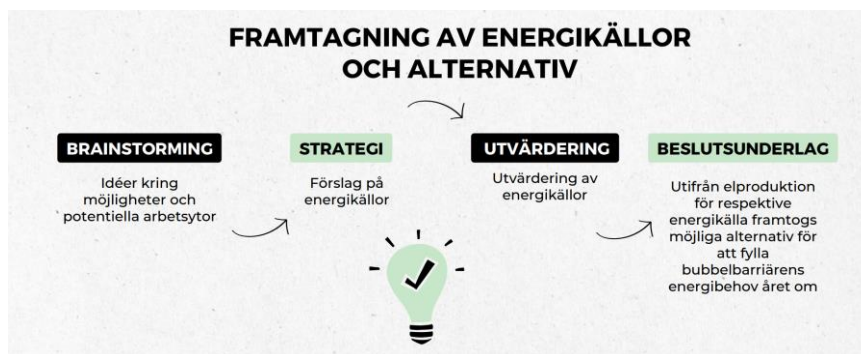 FRAMTAGNING AV ENERGIKÄLLOR
OCH ALTERNATIV
BRAINSTORMING
Idéer kring
möjligheter och
potentiella arbetsytor
STRATEGI
Förslag på
energikällor
UTVÄRDERING
Utvärdering av
energikällor
BESLUTSUNDERLAG
Utifrån elproduktion
för respektive
energikälla framtogs
möjliga alternativ för
att fylla
bubbelbarriärens
energibehov året om